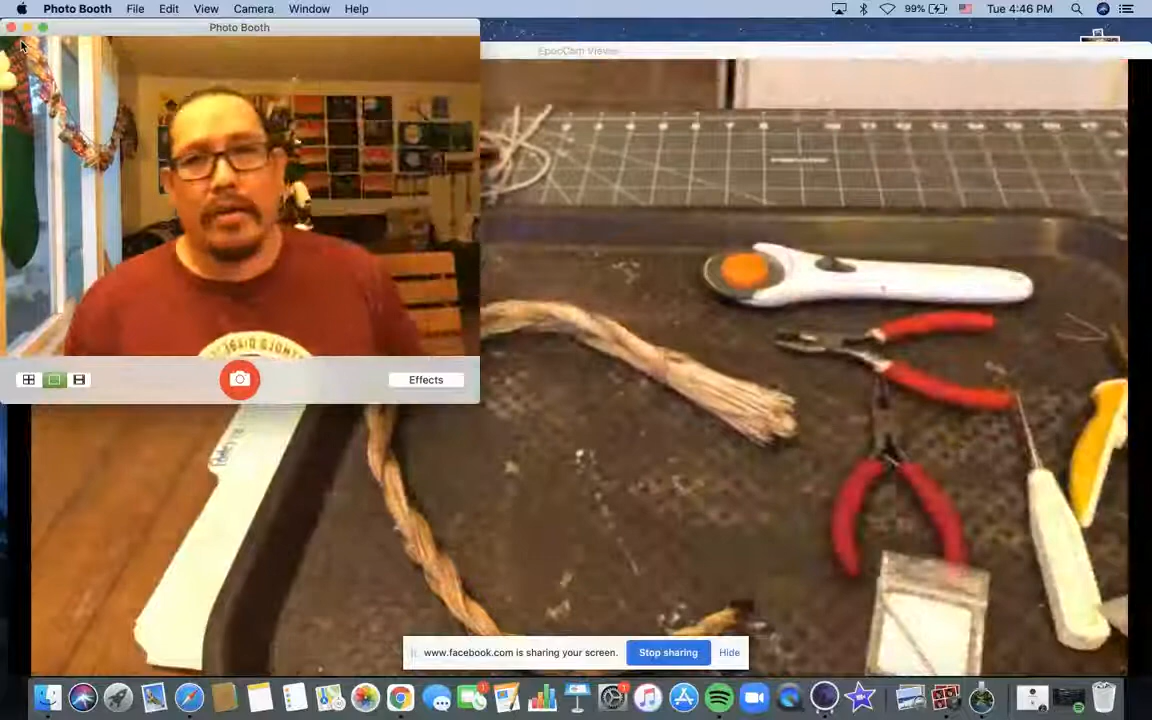 Photo Booth File Edit View Camera Window Help 99% Tue 4:46 PM
Photo Booth
EpocCam Viewer
Effects
www.facebook.com is sharing your screen. Stop sharing Hide